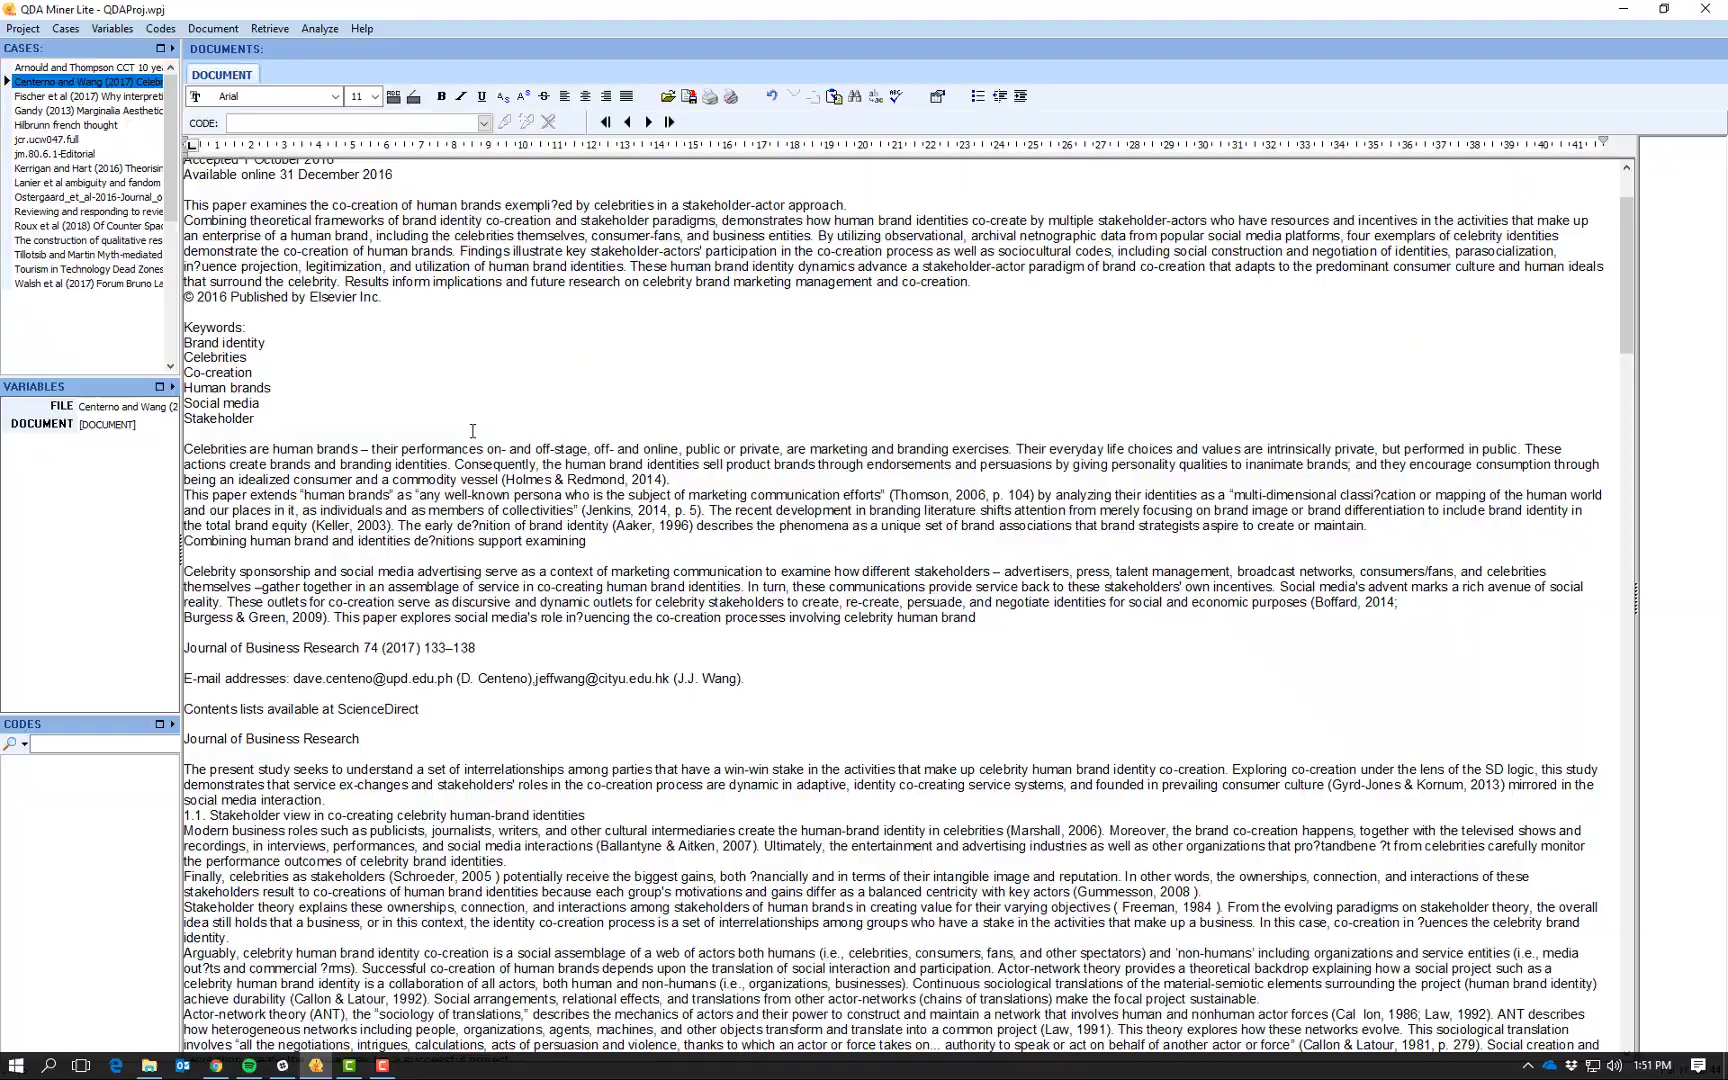 QDA Miner Lite - QDAProj.wpj
Project Cases Variables Codes Document Retrieve Analyze Help
CASES:
DOCUMENTS:
Arnould and Thompson CCT 10 yea
Centerno and Wang (2017) Celebr
Fischer et al (2017) Why interpreti
Gandy (2013) Marginalia Aesthetic
Hilbrunn french thought
jcr.ucw047.full
jm.80.6.1-Editorial
Kerrigan and Hart (2016) Theorisin
Lanier et al ambiguity and fandom
Ostergaard_et_al-2016-Journal_o
Reviewing and responding to revie
Roux et al (2018) Of Counter Spac
The construction of qualitative res
Tillotsib and Martin Myth-mediated
Tourism in Technology Dead Zones
Walsh et al (2017) Forum Bruno La
VARIABLES
FILE Centerno and Wang (2
DOCUMENT [DOCUMENT]
CODES
DOCUMENT
Arial 11
CODE:
1 2 3 4 5 6 7 8 9 10 11 12 13 14 15 16 17 18 19 20 21 22 23 24 25 26 27 28 29 30 31 32 33 34 35 36 37 38 39 40 41
Accepted 1 October 2016
Available online 31 December 2016
This paper examines the co-creation of human brands exempli?ed by celebrities in a stakeholder-actor approach.
Combining theoretical frameworks of brand identity co-creation and stakeholder paradigms, demonstrates how human brand identities co-create by multiple stakeholder-actors who have resources and incentives in the activities that make up
an enterprise of a human brand, including the celebrities themselves, consumer-fans, and business entities. By utilizing observational, archival netnographic data from popular social media platforms, four exemplars of celebrity identities
demonstrate the co-creation of human brands. Findings illustrate key stakeholder-actors' participation in the co-creation process as well as sociocultural codes, including social construction and negotiation of identities, parasocialization,
in?uence projection, legitimization, and utilization of human brand identities. These human brand identity dynamics advance a stakeholder-actor paradigm of brand co-creation that adapts to the predominant consumer culture and human ideals
that surround the celebrity. Results inform implications and future research on celebrity brand marketing management and co-creation.
© 2016 Published by Elsevier Inc.
Keywords:
Brand identity
Celebrities
Co-creation
Human brands
Social media
Stakeholder
Celebrities are human brands – their performances on- and off-stage, off- and online, public or private, are marketing and branding exercises. Their everyday life choices and values are intrinsically private, but performed in public. These
actions create brands and branding identities. Consequently, the human brand identities sell product brands through endorsements and persuasions by giving personality qualities to inanimate brands; and they encourage consumption through
being an idealized consumer and a commodity vessel (Holmes & Redmond, 2014).
This paper extends “human brands” as “any well-known persona who is the subject of marketing communication efforts” (Thomson, 2006, p. 104) by analyzing their identities as a “multi-dimensional classi?cation or mapping of the human world
and our places in it, as individuals and as members of collectivities” (Jenkins, 2014, p. 5). The recent development in branding literature shifts attention from merely focusing on brand image or brand differentiation to include brand identity in
the total brand equity (Keller, 2003). The early de?nition of brand identity (Aaker, 1996) describes the phenomena as a unique set of brand associations that brand strategists aspire to create or maintain.
Combining human brand and identities de?nitions support examining
Celebrity sponsorship and social media advertising serve as a context of marketing communication to examine how different stakeholders – advertisers, press, talent management, broadcast networks, consumers/fans, and celebrities
themselves –gather together in an assemblage of service in co-creating human brand identities. In turn, these communications provide service back to these stakeholders' own incentives. Social media's advent marks a rich avenue of social
reality. These outlets for co-creation serve as discursive and dynamic outlets for celebrity stakeholders to create, re-create, persuade, and negotiate identities for social and economic purposes (Boffard, 2014;
Burgess & Green, 2009). This paper explores social media's role in?uencing the co-creation processes involving celebrity human brand
Journal of Business Research 74 (2017) 133–138
E-mail addresses: dave.centeno@upd.edu.ph (D. Centeno),jeffwang@cityu.edu.hk (J.J. Wang).
Contents lists available at ScienceDirect
Journal of Business Research
The present study seeks to understand a set of interrelationships among parties that have a win-win stake in the activities that make up celebrity human brand identity co-creation. Exploring co-creation under the lens of the SD logic, this study
demonstrates that service ex-changes and stakeholders' roles in the co-creation process are dynamic in adaptive, identity co-creating service systems, and founded in prevailing consumer culture (Gyrd-Jones & Kornum, 2013) mirrored in the
social media interaction.
1.1. Stakeholder view in co-creating celebrity human-brand identities
Modern business roles such as publicists, journalists, writers, and other cultural intermediaries create the human-brand identity in celebrities (Marshall, 2006). Moreover, the brand co-creation happens, together with the televised shows and
recordings, in interviews, performances, and social media interactions (Ballantyne & Aitken, 2007). Ultimately, the entertainment and advertising industries as well as other organizations that pro?tandbene ?t from celebrities carefully monitor
the performance outcomes of celebrity brand identities.
Finally, celebrities as stakeholders (Schroeder, 2005 ) potentially receive the biggest gains, both ?nancially and in terms of their intangible image and reputation. In other words, the ownerships, connection, and interactions of these
stakeholders result to co-creations of human brand identities because each group's motivations and gains differ as a balanced centricity with key actors (Gummesson, 2008 ).
Stakeholder theory explains these ownerships, connection, and interactions among stakeholders of human brands in creating value for their varying objectives ( Freeman, 1984 ). From the evolving paradigms on stakeholder theory, the overall
idea still holds that a business, or in this context, the identity co-creation process is a set of interrelationships among groups who have a stake in the activities that make up a business. In this case, co-creation in ?uences the celebrity brand
identity.
Arguably, celebrity human brand identity co-creation is a social assemblage of a web of actors both humans (i.e., celebrities, consumers, fans, and other spectators) and ‘non-humans’ including organizations and service entities (i.e., media
out?ts and commercial ?rms). Successful co-creation of human brands depends upon the translation of social interaction and participation. Actor-network theory provides a theoretical backdrop explaining how a social project such as a
celebrity human brand identity is a collaboration of all actors, both human and non-humans (i.e., organizations, businesses). Continuous sociological translations of the material-semiotic elements surrounding the project (human brand identity)
achieve durability (Callon & Latour, 1992). Social arrangements, relational effects, and translations from other actor-networks (chains of translations) make the focal project sustainable.
Actor-network theory (ANT), the “sociology of translations,” describes the mechanics of actors and their power to construct and maintain a network that involves human and nonhuman actor forces (Cal lon, 1986; Law, 1992). ANT describes
how heterogeneous networks including people, organizations, agents, machines, and other objects transform and translate into a common project (Law, 1991). This theory explores how these networks evolve. This sociological translation
involves “all the negotiations, intrigues, calculations, acts of persuasion and violence, thanks to which an actor or force takes on... authority to speak or act on behalf of another actor or force” (Callon & Latour, 1981, p. 279). Social creation and
1:51 PM